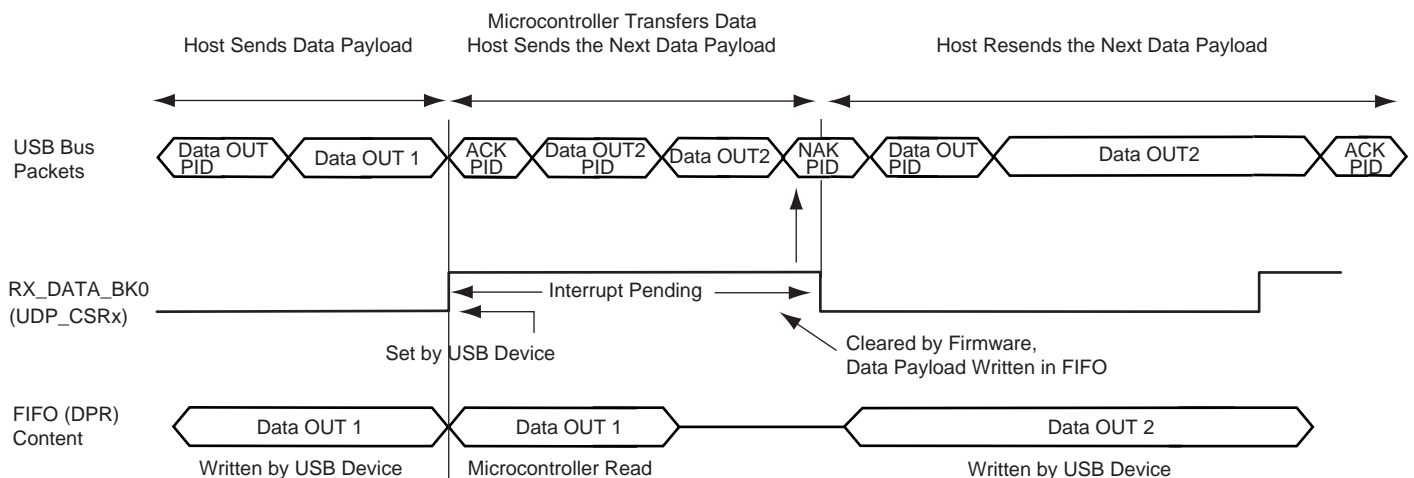 Microcontroller Transfers Data
Host Sends Data Payload
Host Sends the Next Data Payload
Host Resends the Next Data Payload
USB Bus
Packets
Data OUT
PID
Data OUT 1
ACK
PID
Data OUT2
PID
Data OUT2
NAK
PID
Data OUT
PID
Data OUT2
ACK
PID
RX_DATA_BK0
(UDP_CSRx)
Interrupt Pending
Set by USB Device
Cleared by Firmware,
Data Payload Written in FIFO
FIFO (DPR)
Content
Data OUT 1
Data OUT 1
Data OUT 2
Written by USB Device
Microcontroller Read
Written by USB Device